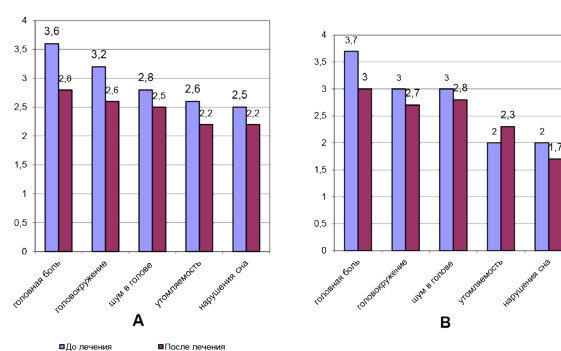 4
3,5
3
2,5
2
1,5
1
0,5
0
3,6
2,8
3,2
2,6
2,8
2,5
2,6
2,2
2,5
2,2
головная боль
головокружение
шум в голове
утомляемость
нарушения сна
А
4
3,5
3
2,5
2
1,5
1
0,5
0
3,7
3
3
2,7
3
2,8
2
2,3
2
1,7
головная боль
головокружение
шум в голове
утомляемость
нарушения сна
В
До лечения
После лечения